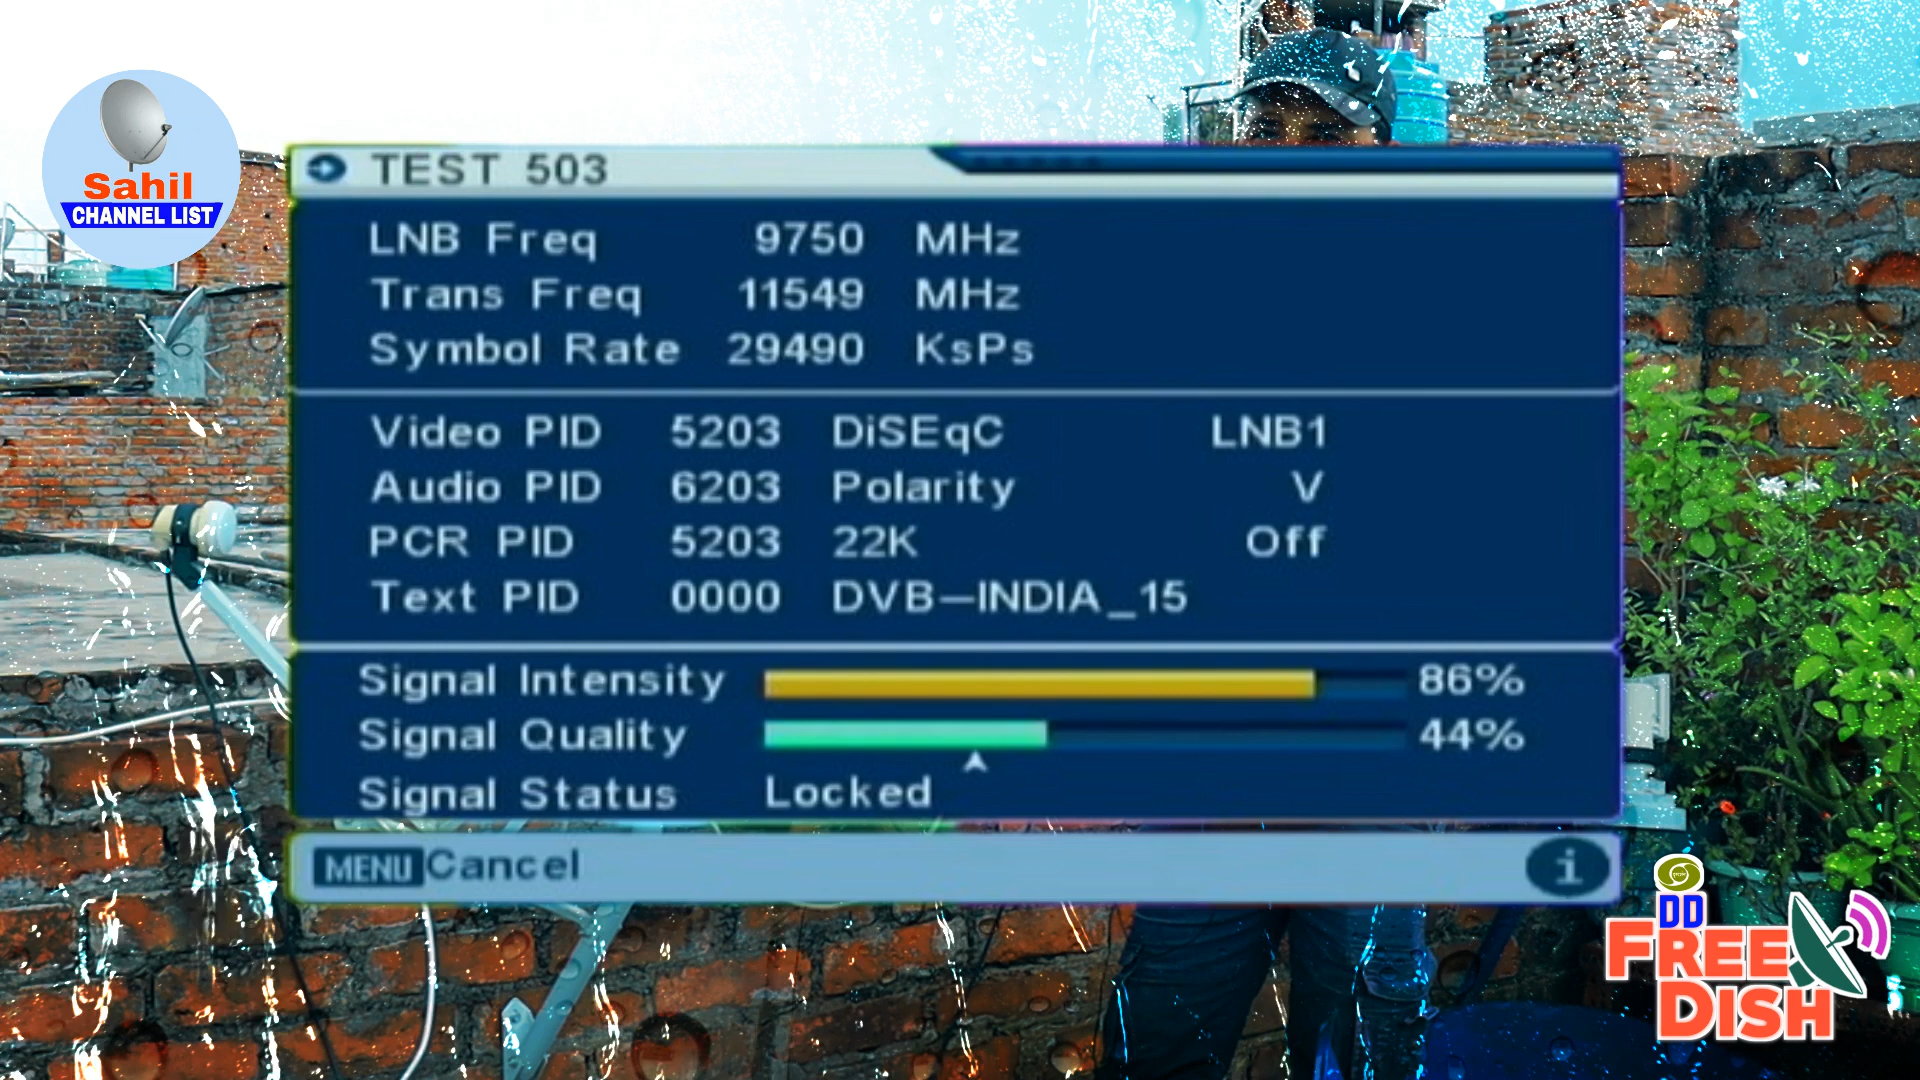 Sahil
CHANNEL LIST
TEST 503
LNB Freq 9750 MHz
Trans Freq 11549 MHz
Symbol Rate 29490 KsPs
Video PID 5203 DiSEqC LNB1
Audio PID 6203 Polarity V
PCR PID 5203 22K Off
Text PID 0000 DVB—INDIA_15
Signal Intensity 86%
Signal Quality 44%
Signal Status Locked
MENU Cancel
i
DD
FREE
DISH